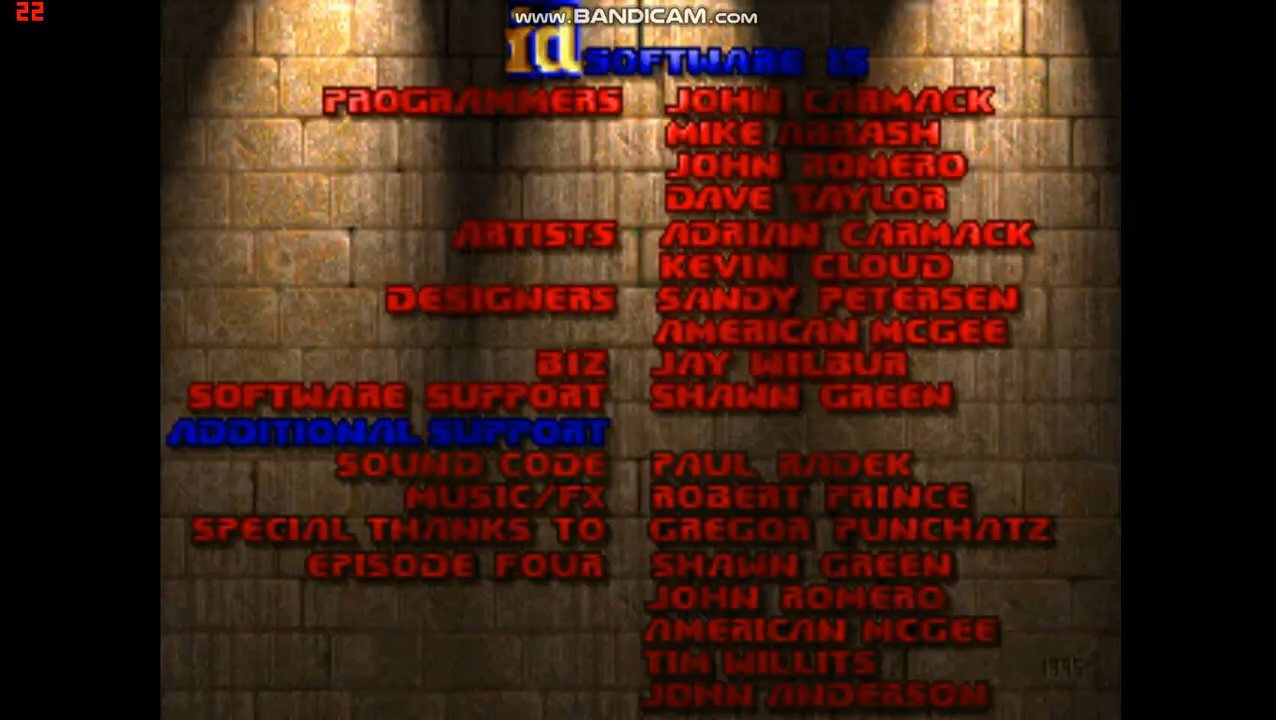 22
www.BANDICAM.com
id SOFTWARE IS
PROGRAMMERS JOHN CARMACK
MIKE ABRASH
JOHN ROMERO
DAVE TAYLOR
ARTISTS ADRIAN CARMACK
KEVIN CLOUD
DESIGNERS SANDY PETERSEN
AMERICAN MCGEE
BIZ JAY WILBUR
SOFTWARE SUPPORT SHAWN GREEN
ADDITIONAL SUPPORT
SOUND CODE PAUL RADEK
MUSIC/FX ROBERT PRINCE
SPECIAL THANKS TO GREGOR PUNCHATZ
EPISODE FOUR SHAWN GREEN
JOHN ROMERO
AMERICAN MCGEE
TIM WILLITS
1995
JOHN ANDERSON